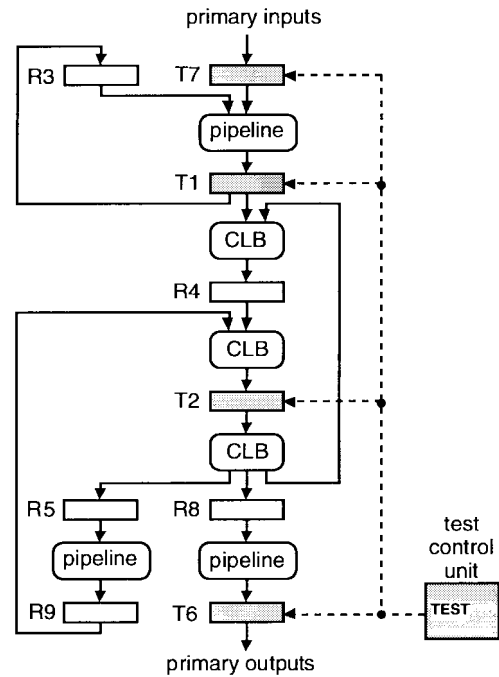 primary inputs
R3
T7
pipeline
T1
CLB
R4
CLB
T2
CLB
R5
R8
pipeline
pipeline
R9
T6
test
control
unit
TEST
primary outputs